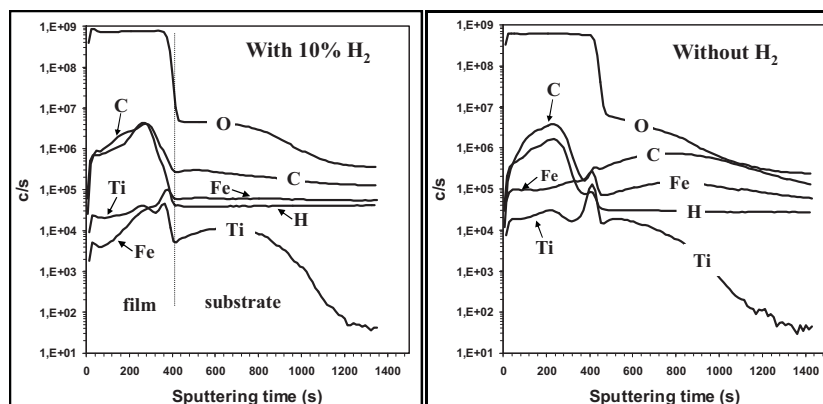 1,E+09
1,E+08
1,E+07
1,E+06
1,E+05
1,E+04
1,E+03
1,E+02
1,E+01
c/s
With 10% H₂
C
O
C
Ti
Fe
H
Fe
Ti
film
substrate
0 200 400 600 800 1000 1200 1400
Sputtering time (s)
1,E+09
1,E+08
1,E+07
1,E+06
1,E+05
1,E+04
1,E+03
1,E+02
1,E+01
c/s
Without H₂
C
O
C
Fe
Fe
H
Ti
Ti
0 200 400 600 800 1000 1200 1400
Sputtering time (s)